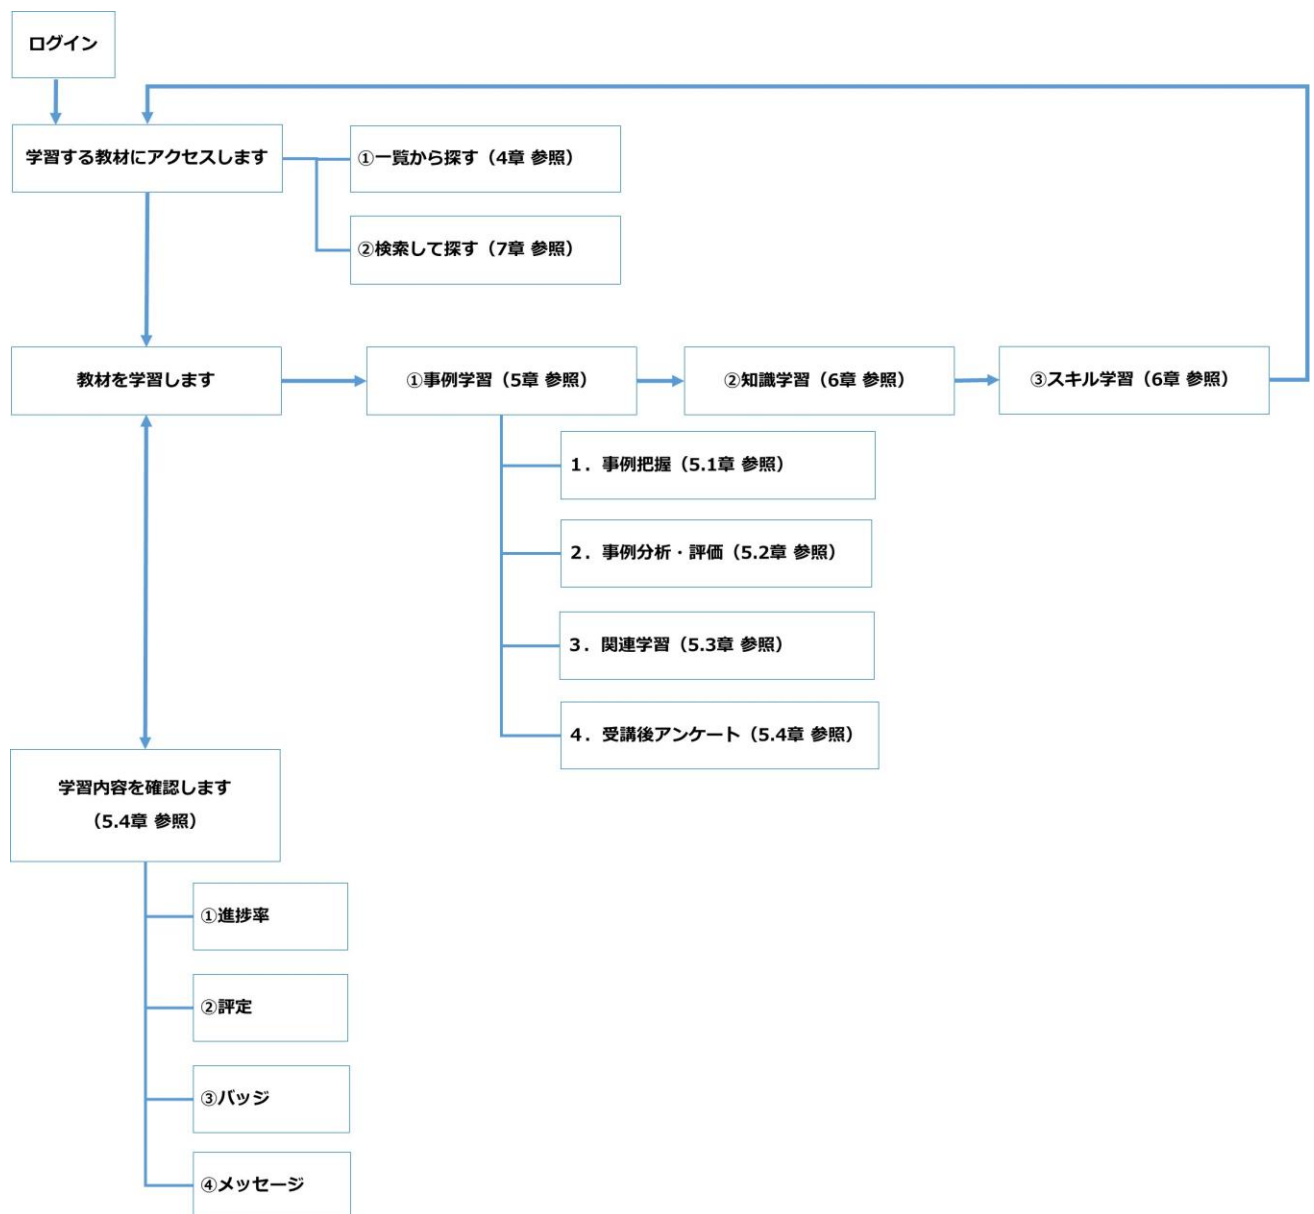 ログイン
学習する教材にアクセスします
①一覧から探す（4章 参照）
②検索して探す（7章 参照）
教材を学習します
①事例学習（5章 参照）
②知識学習（6章 参照）
③スキル学習（6章 参照）
１．事例把握（5.1章 参照）
２．事例分析・評価（5.2章 参照）
３．関連学習（5.3章 参照）
４．受講後アンケート（5.4章 参照）
学習内容を確認します
（5.4章 参照）
①進捗率
②評定
③バッジ
④メッセージ